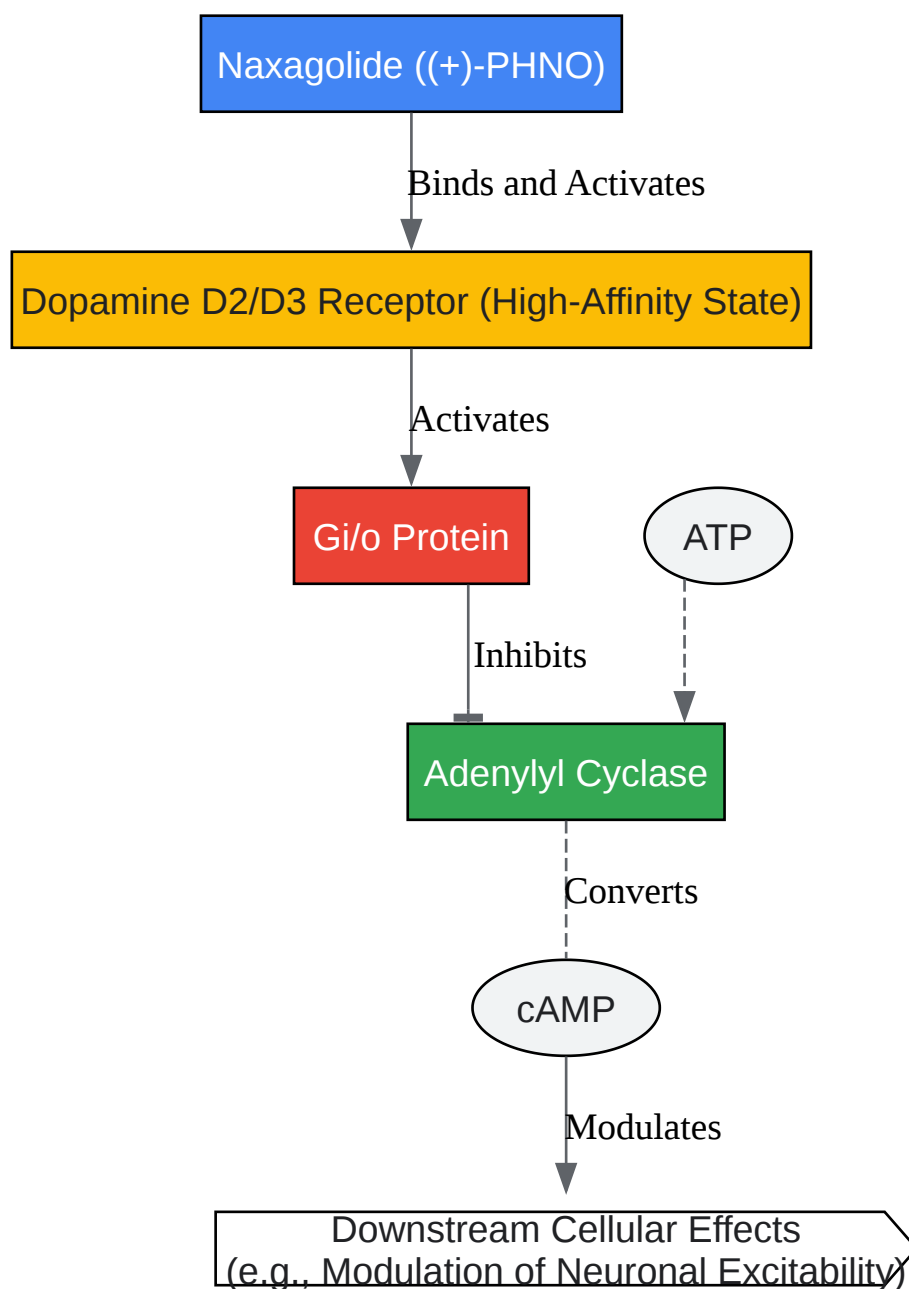 Naxagolide ((+)-PHNO)
Binds and Activates
Dopamine D2/D3 Receptor (High-Affinity State)
Activates
Gi/o Protein
ATP
Inhibits
Adenylyl Cyclase
Converts
cAMP
Modulates
Downstream Cellular Effects
(e.g., Modulation of Neuronal Excitability)